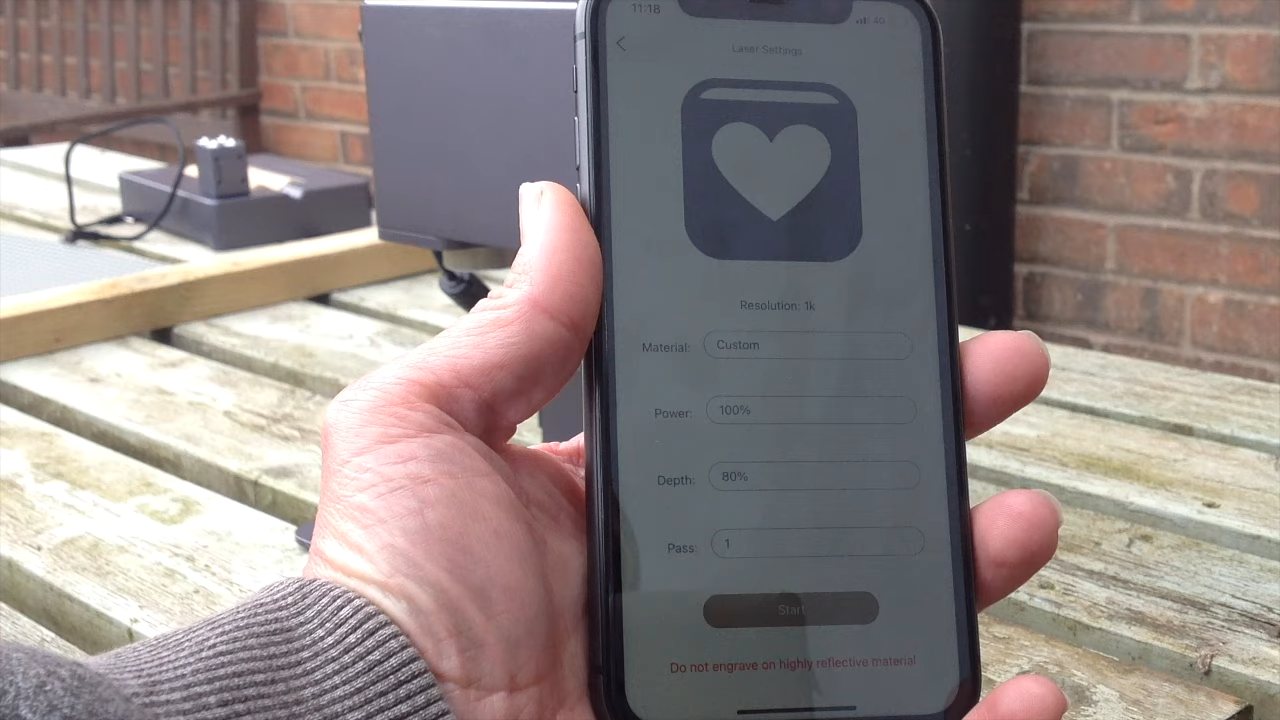 11:18
4G
Laser Settings
Resolution: 1k
Material: Custom
Power: 100%
Depth: 80%
Pass: 1
Start
Do not engrave on highly reflective material